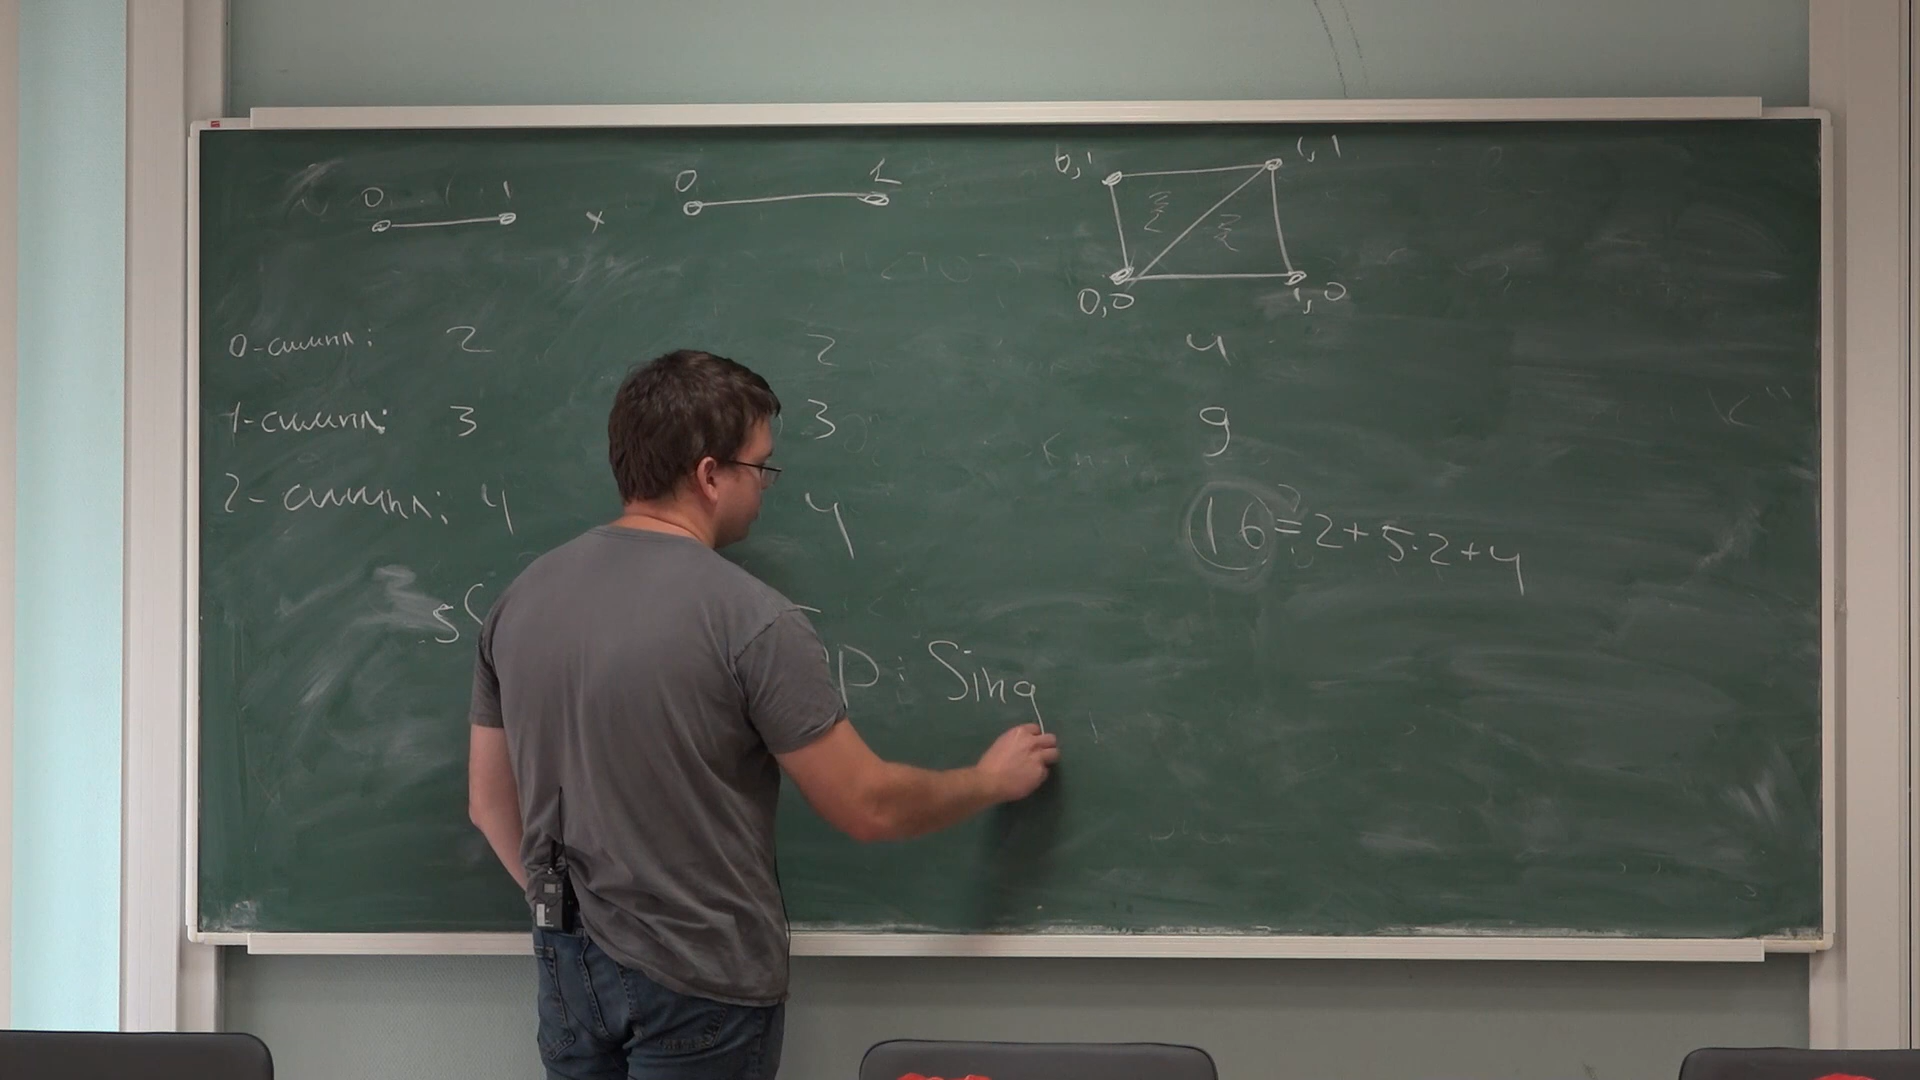 0 1 × 0 1
0,1 1,1
0,0 1,0
0-симпл: 2 2 4
1-симпл: 3 3 9
2-симпл: 4 4 16 = 2+5·2+4
?
P: Sing